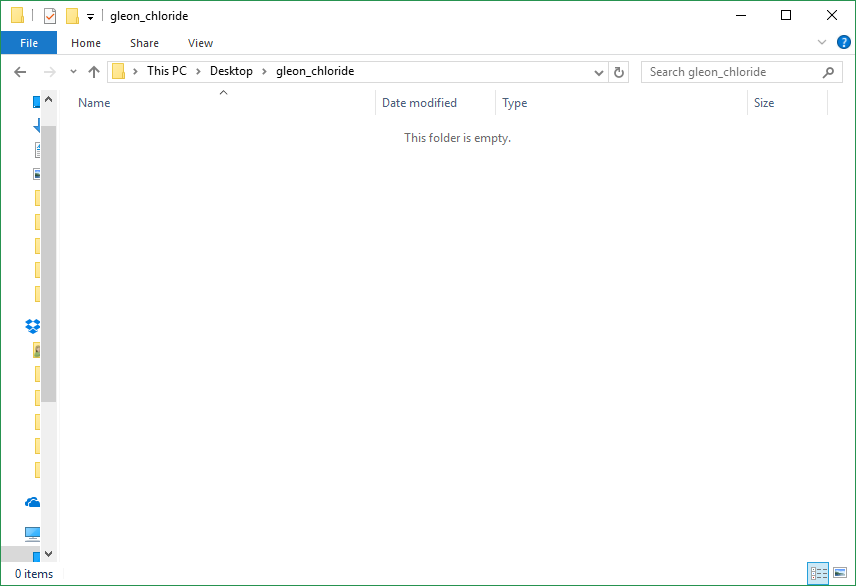 gleon_chloride
File Home Share View
?
This PC Desktop gleon_chloride Search gleon_chloride
Name Date modified Type Size
This folder is empty.
0 items